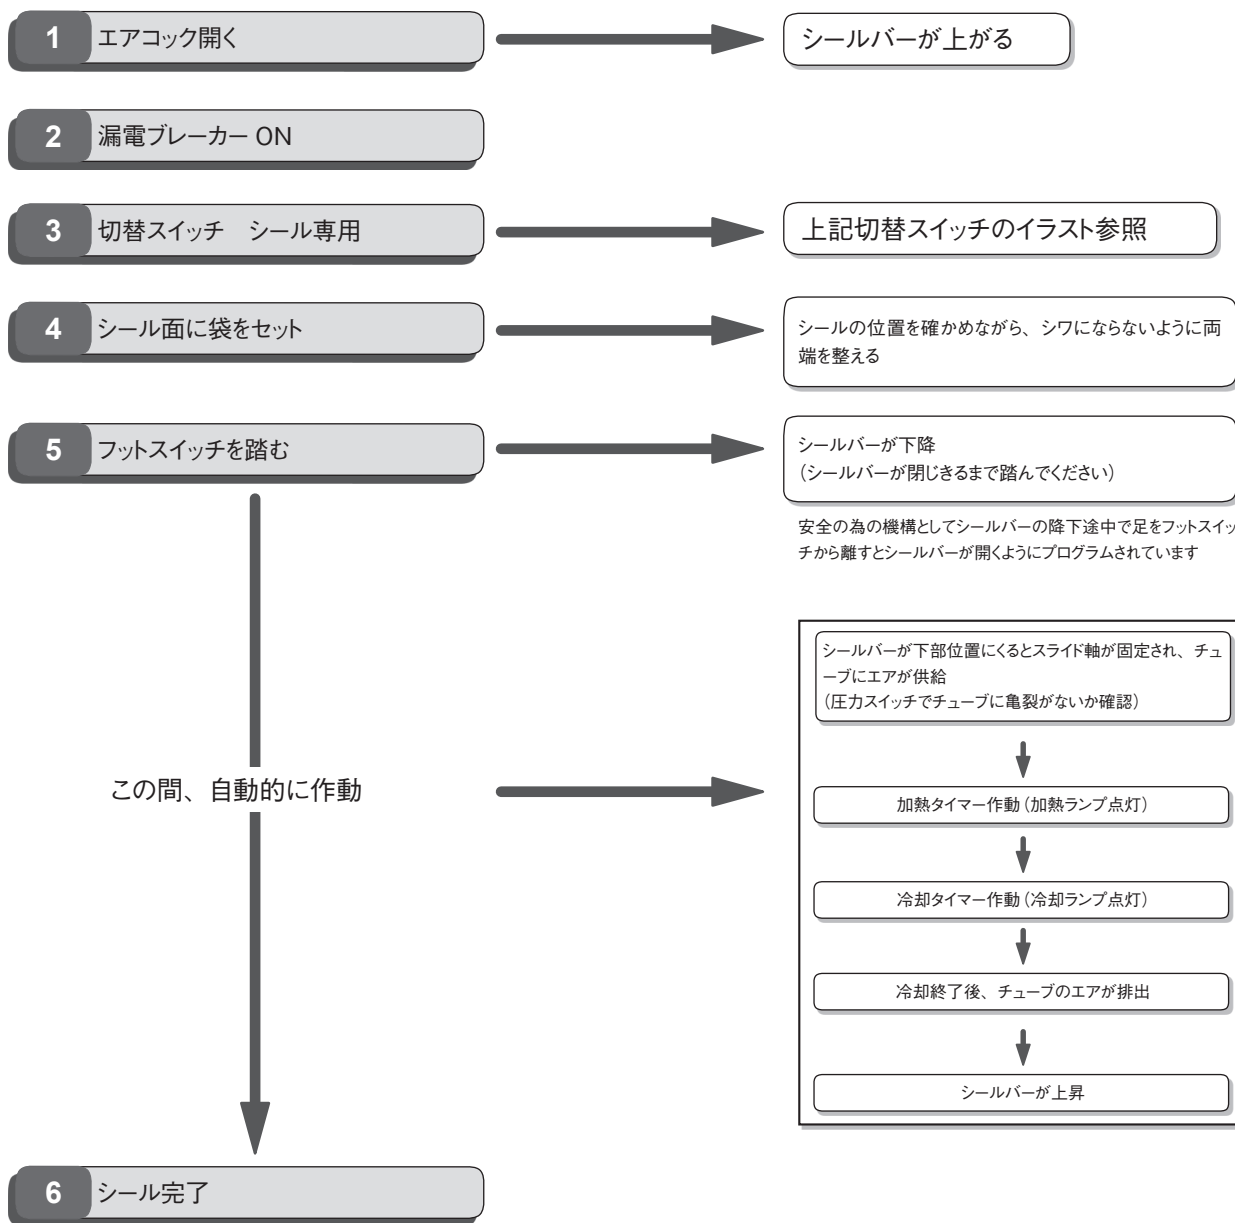 1 エアコック開く
シールバーが上がる
2 漏電ブレーカー ON
3 切替スイッチ　シール専用
上記切替スイッチのイラスト参照
4 シール面に袋をセット
シールの位置を確かめながら、シワにならないように両
端を整える
5 フットスイッチを踏む
シールバーが下降
（シールバーが閉じきるまで踏んでください）
安全の為の機構としてシールバーの降下途中で足をフットスイッ
チから離すとシールバーが開くようにプログラムされています
この間、自動的に作動
シールバーが下部位置にくるとスライド軸が固定され、チュ
ーブにエアが供給
（圧力スイッチでチューブに亀裂がないか確認）
加熱タイマー作動（加熱ランプ点灯）
冷却タイマー作動（冷却ランプ点灯）
冷却終了後、チューブのエアが排出
シールバーが上昇
6 シール完了